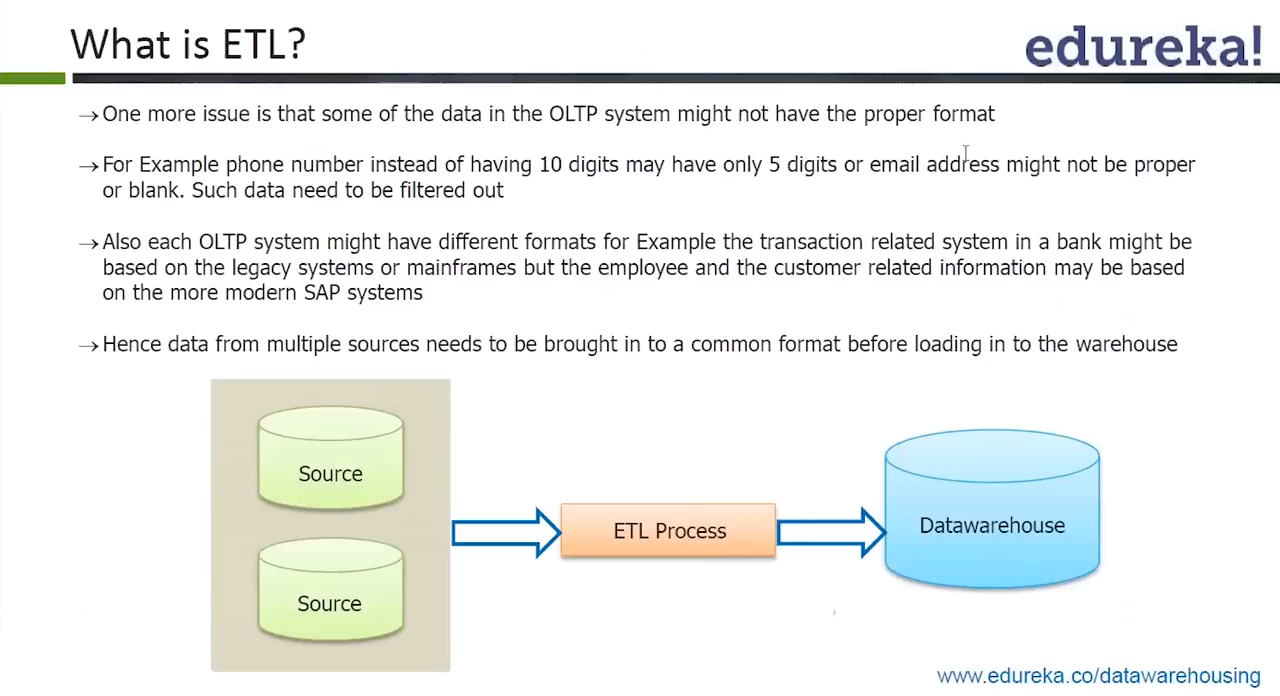 What is ETL?
edureka!
→One more issue is that some of the data in the OLTP system might not have the proper format
→For Example phone number instead of having 10 digits may have only 5 digits or email address might not be proper
or blank. Such data need to be filtered out
→Also each OLTP system might have different formats for Example the transaction related system in a bank might be
based on the legacy systems or mainframes but the employee and the customer related information may be based
on the more modern SAP systems
→Hence data from multiple sources needs to be brought in to a common format before loading in to the warehouse
Source
Source
ETL Process
Datawarehouse
www.edureka.co/datawarehousing